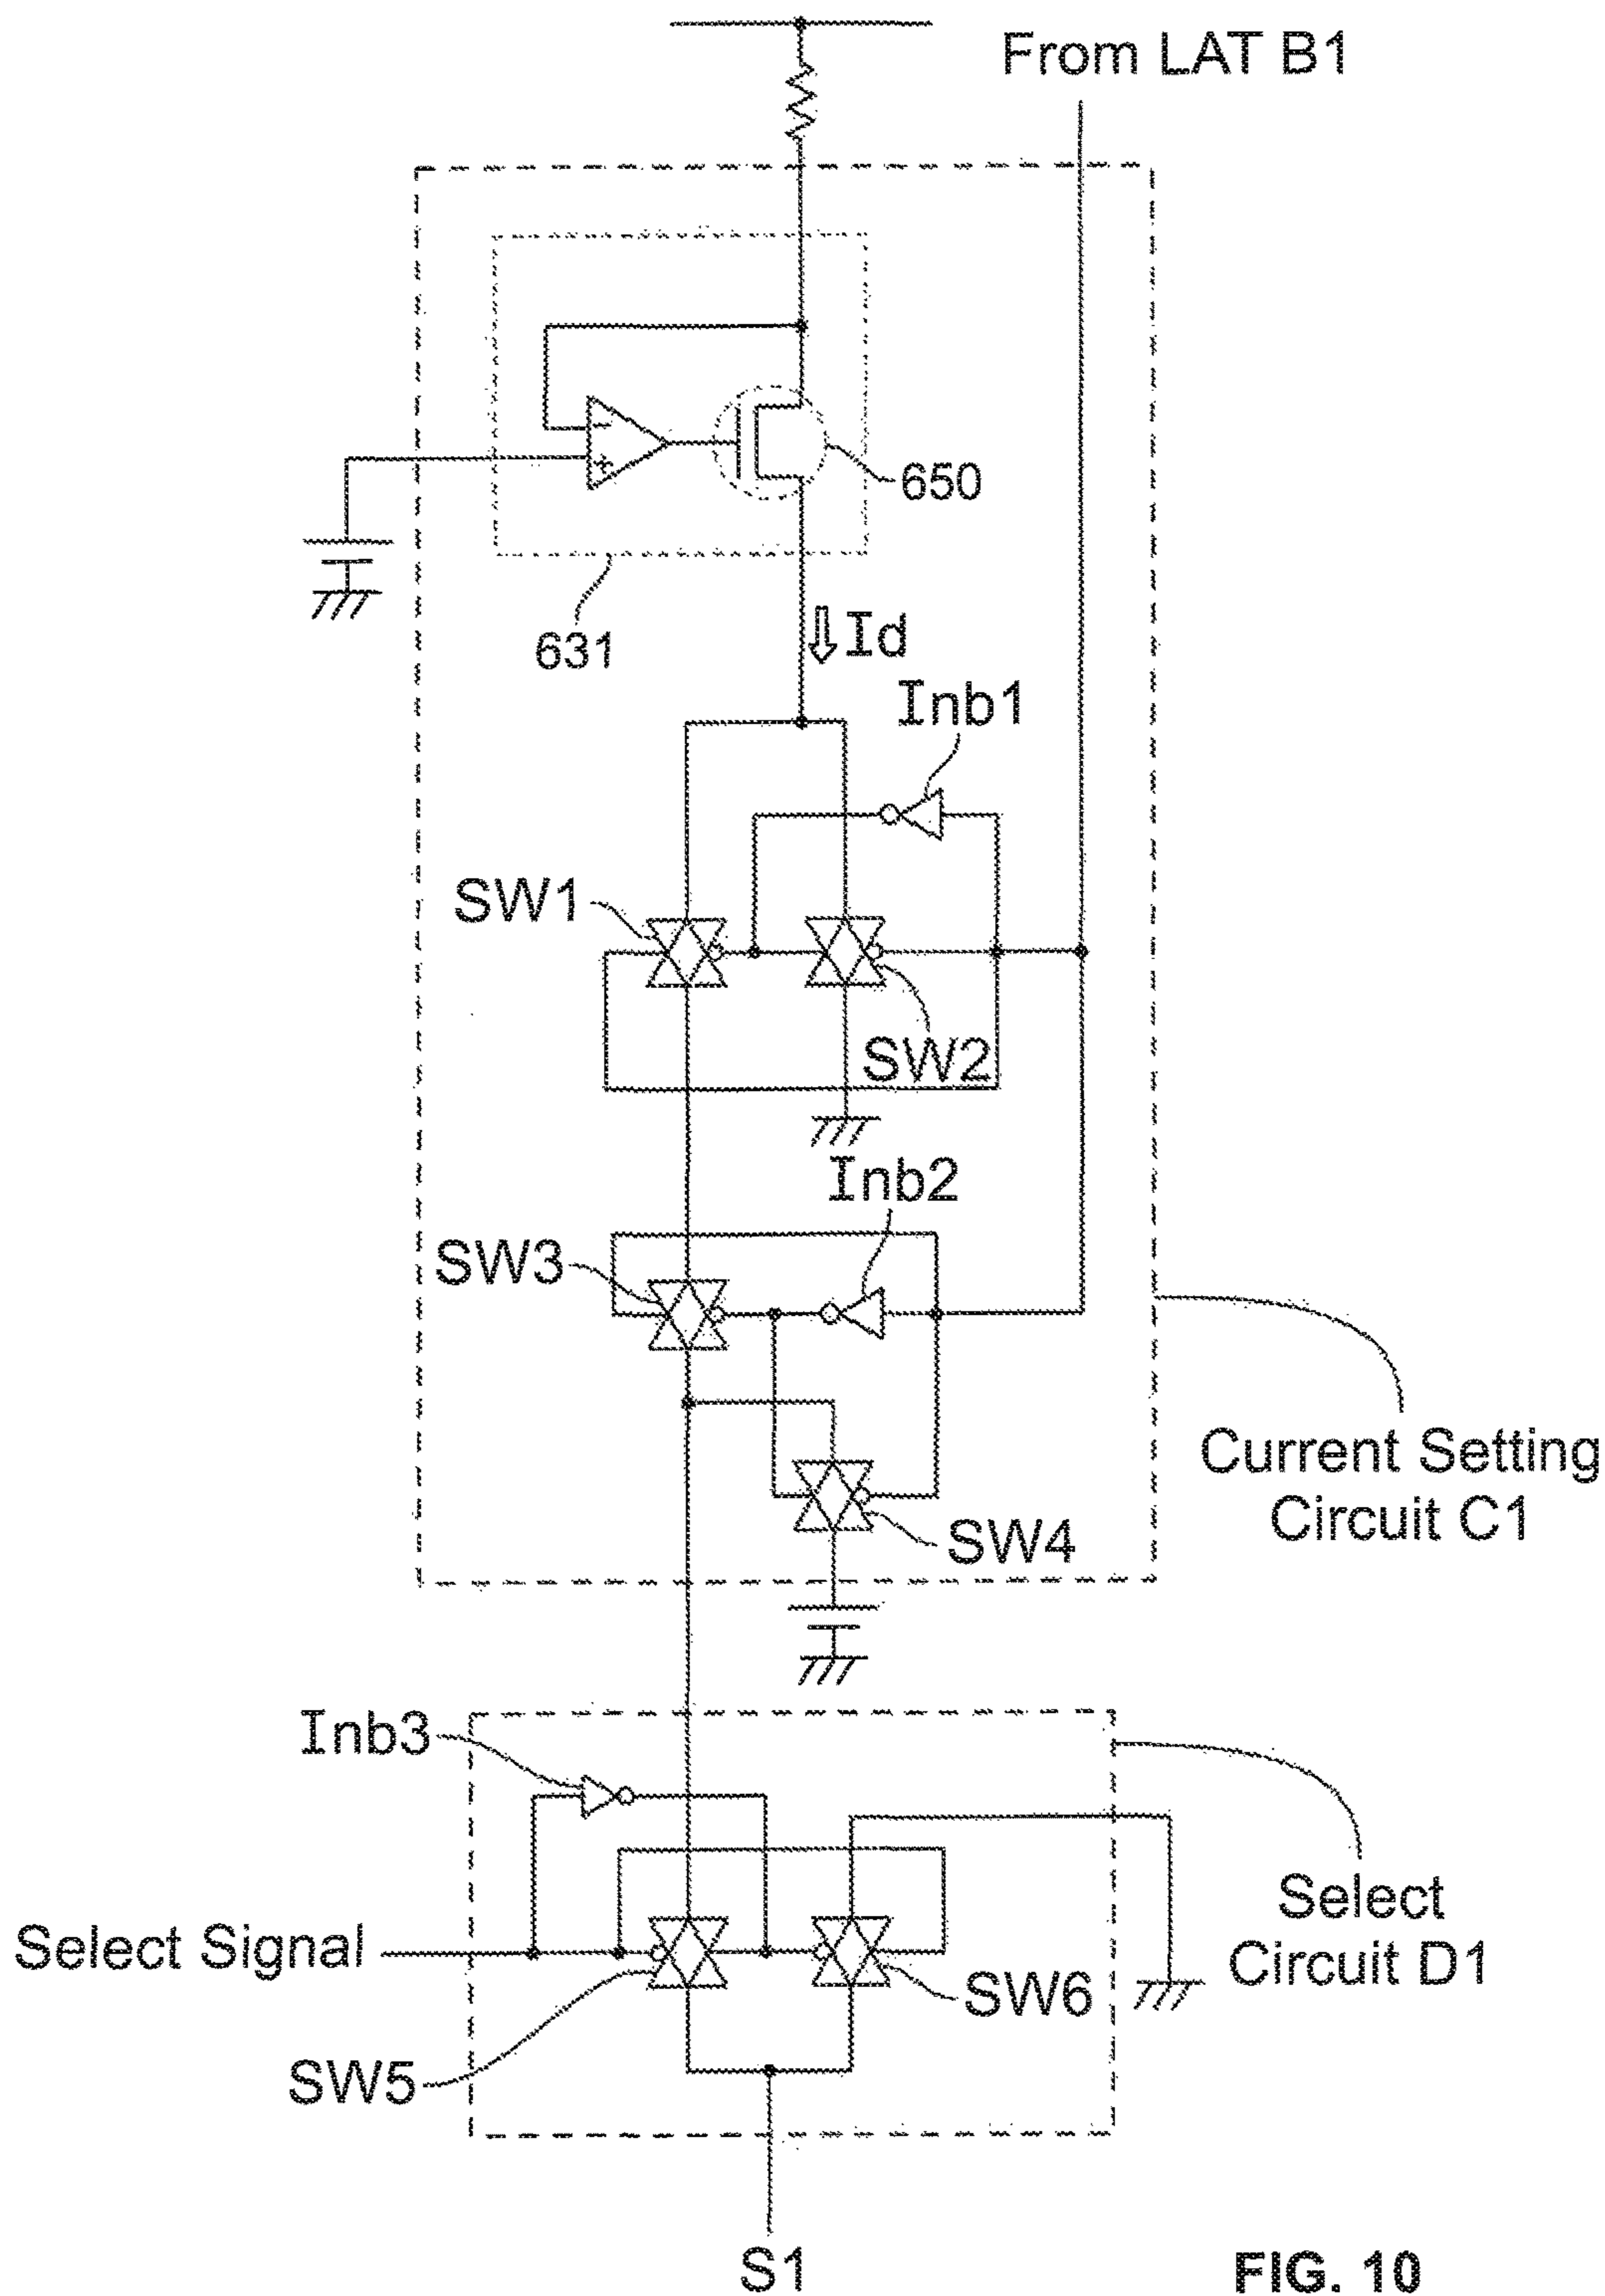 From LAT B1
650
631
Id
Inb1
SW1
SW2
Inb2
SW3
Current Setting
Circuit C1
SW4
Inb3
Select
Circuit D1
Select Signal
SW6
SW5
S1
FIG. 10